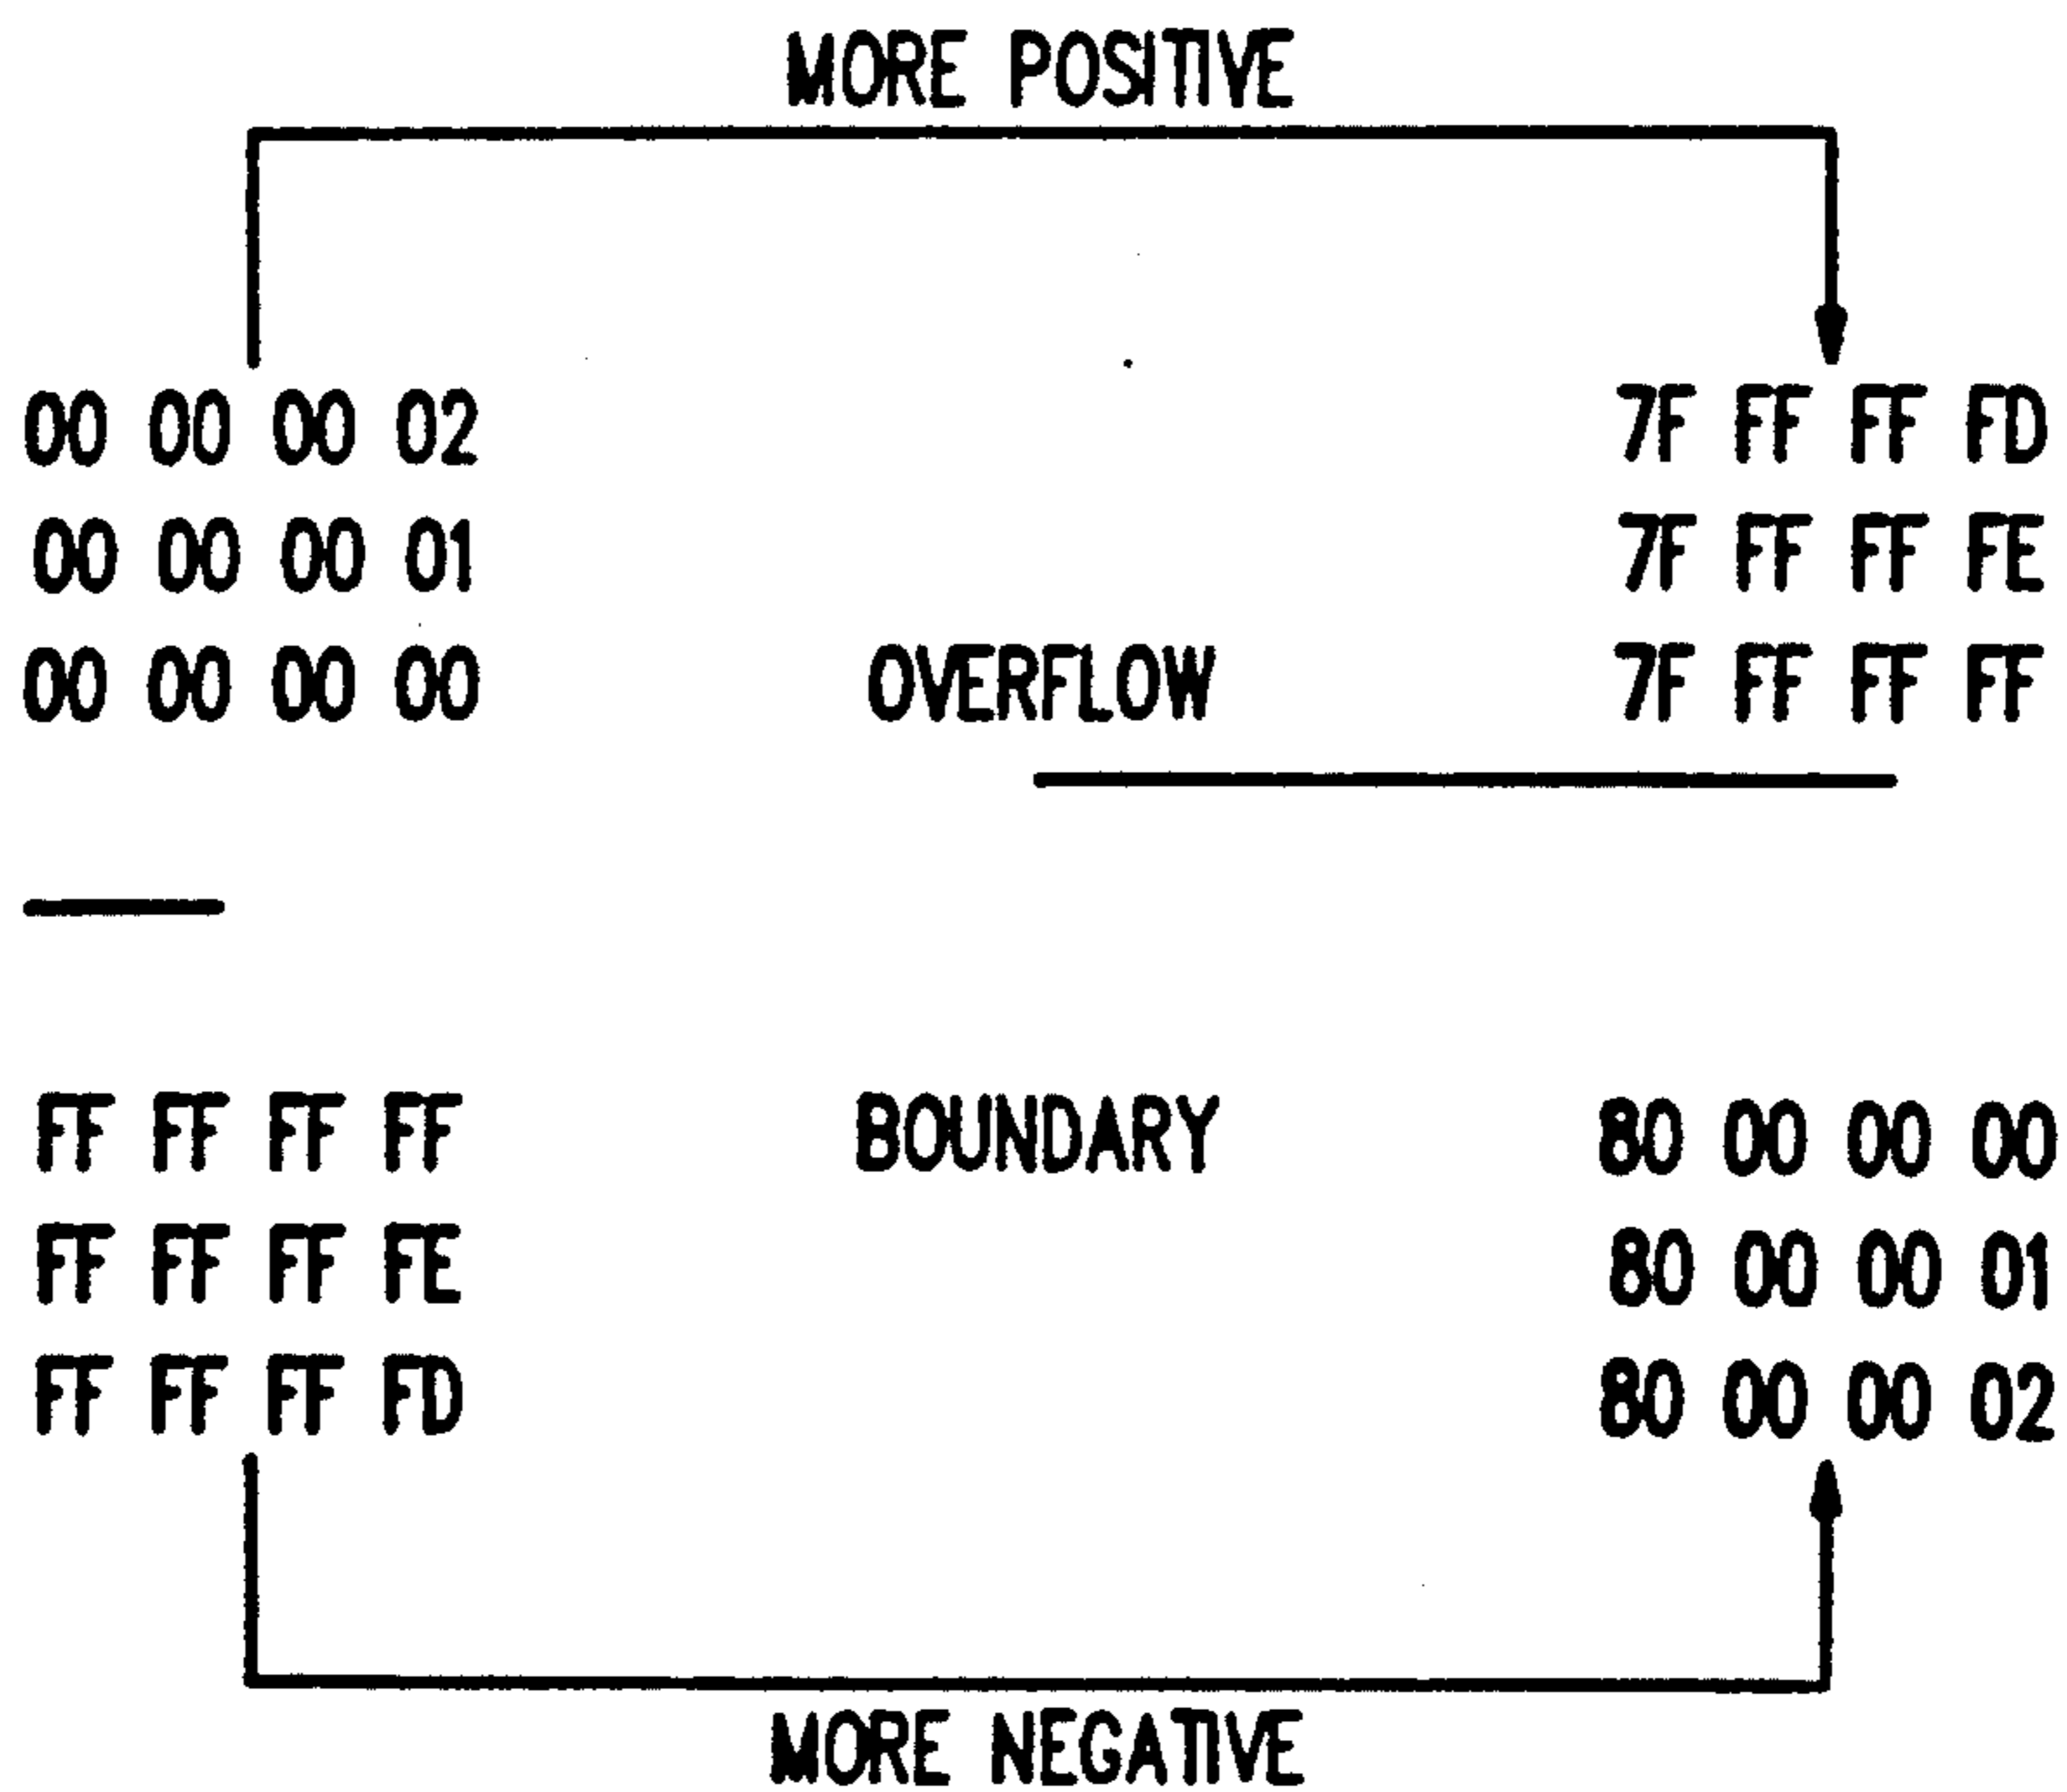 MORE POSITIVE
00 00 00 02 7F FF FF FD
00 00 00 01 7F FF FF FE
00 00 00 00 OVERFLOW 7F FF FF FF
FF FF FF FF BOUNDARY 80 00 00 00
FF FF FF FE 80 00 00 01
FF FF FF FD 80 00 00 02
MORE NEGATIVE